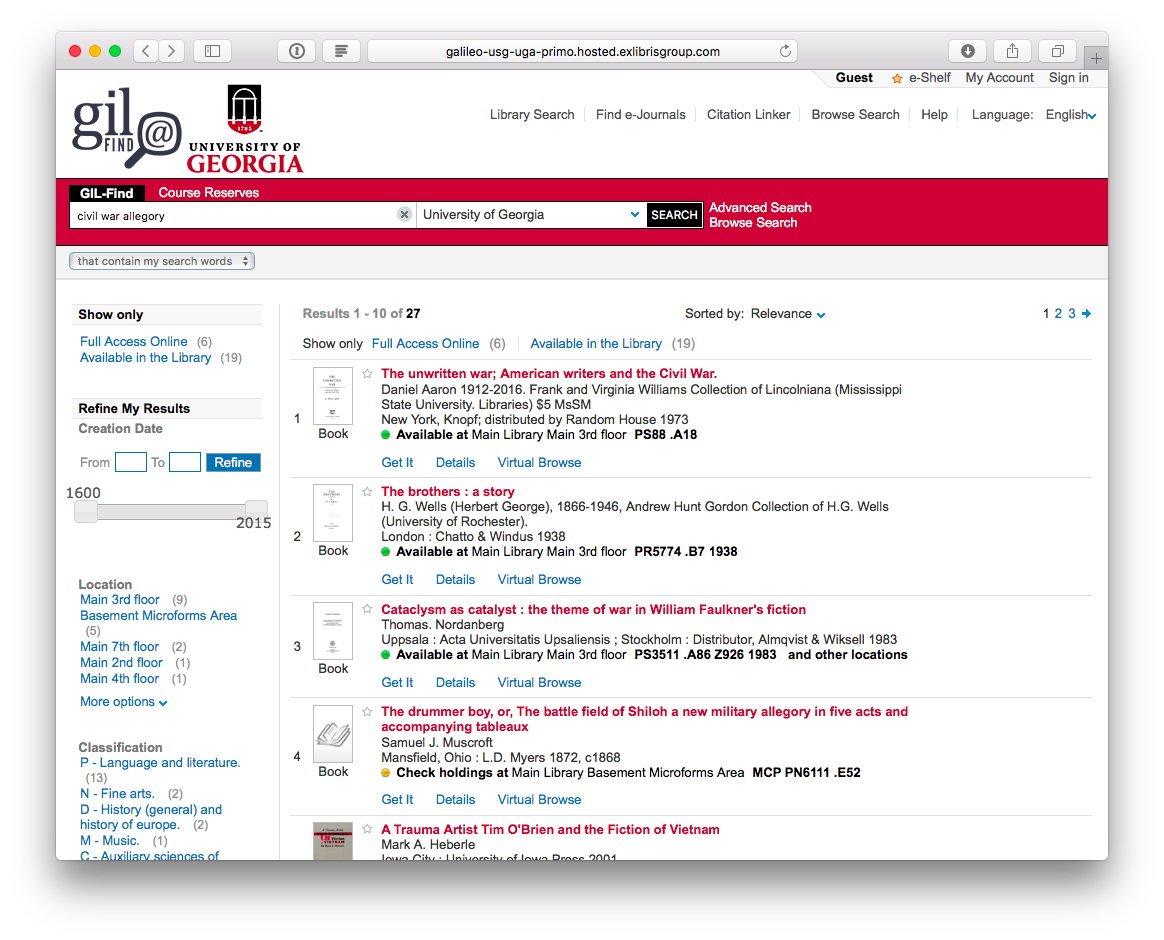 galileo-usg-uga-primo.hosted.exlibrisgroup.com
Guest e-Shelf My Account Sign in
gil
FIND @
1785
UNIVERSITY OF
GEORGIA
Library Search Find e-Journals Citation Linker Browse Search Help Language: English
GIL-Find Course Reserves
civil war allegory University of Georgia SEARCH Advanced Search
Browse Search
that contain my search words
Show only
Full Access Online (6)
Available in the Library (19)
Refine My Results
Creation Date
From To Refine
1600
2015
Location
Main 3rd floor (9)
Basement Microforms Area
(5)
Main 7th floor (2)
Main 2nd floor (1)
Main 4th floor (1)
More options
Classification
P - Language and literature.
(13)
N - Fine arts. (2)
D - History (general) and
history of europe. (2)
M - Music. (1)
C - Auxiliary sciences of
Results 1 - 10 of 27 Sorted by: Relevance 1 2 3
Show only Full Access Online (6) Available in the Library (19)
1
Book
The unwritten war; American writers and the Civil War.
Daniel Aaron 1912-2016. Frank and Virginia Williams Collection of Lincolniana (Mississippi
State University. Libraries) $5 MsSM
New York, Knopf; distributed by Random House 1973
Available at Main Library Main 3rd floor PS88 .A18
Get It Details Virtual Browse
2
Book
The brothers : a story
H. G. Wells (Herbert George), 1866-1946, Andrew Hunt Gordon Collection of H.G. Wells
(University of Rochester).
London : Chatto & Windus 1938
Available at Main Library Main 3rd floor PR5774 .B7 1938
Get It Details Virtual Browse
3
Book
Cataclysm as catalyst : the theme of war in William Faulkner's fiction
Thomas. Nordanberg
Uppsala : Acta Universitatis Upsaliensis ; Stockholm : Distributor, Almqvist & Wiksell 1983
Available at Main Library Main 3rd floor PS3511 .A86 Z926 1983 and other locations
Get It Details Virtual Browse
4
Book
The drummer boy, or, The battle field of Shiloh a new military allegory in five acts and
accompanying tableaux
Samuel J. Muscroft
Mansfield, Ohio : L.D. Myers 1872, c1868
Check holdings at Main Library Basement Microforms Area MCP PN6111 .E52
Get It Details Virtual Browse
A Trauma Artist Tim O'Brien and the Fiction of Vietnam
Mark A. Heberle
Iowa City : University of Iowa Press 2001